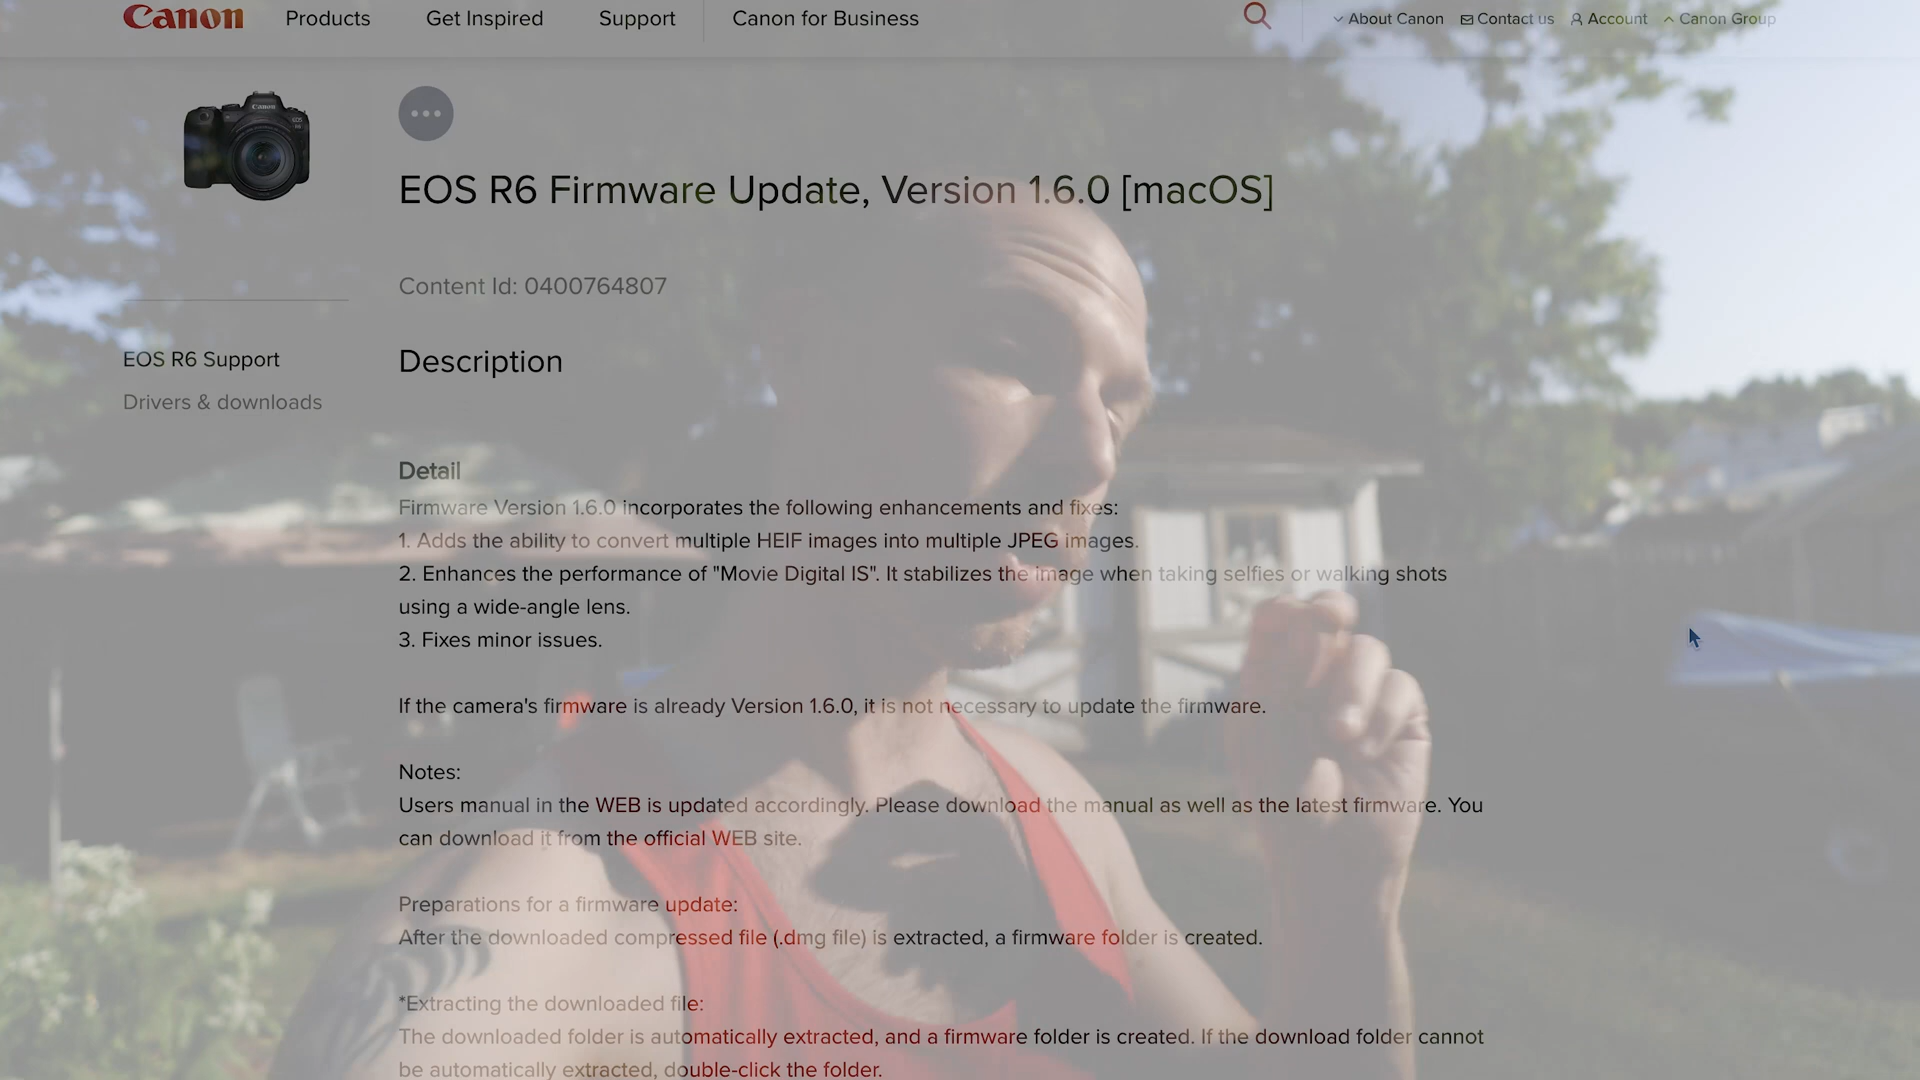 Canon Products Get Inspired Support Canon for Business About Canon Contact us Account Canon Group
EOS R6 Firmware Update, Version 1.6.0 [macOS]
Content Id: 0400764807
EOS R6 Support
Drivers & downloads
Description
Detail
Firmware Version 1.6.0 incorporates the following enhancements and fixes:
1. Adds the ability to convert multiple HEIF images into multiple JPEG images.
2. Enhances the performance of "Movie Digital IS". It stabilizes the image when taking selfies or walking shots
using a wide-angle lens.
3. Fixes minor issues.
If the camera's firmware is already Version 1.6.0, it is not necessary to update the firmware.
Notes:
Users manual in the WEB is updated accordingly. Please download the manual as well as the latest firmware. You
can download it from the official WEB site.
Preparations for a firmware update:
After the downloaded compressed file (.dmg file) is extracted, a firmware folder is created.
*Extracting the downloaded file:
The downloaded folder is automatically extracted, and a firmware folder is created. If the download folder cannot
be automatically extracted, double-click the folder.